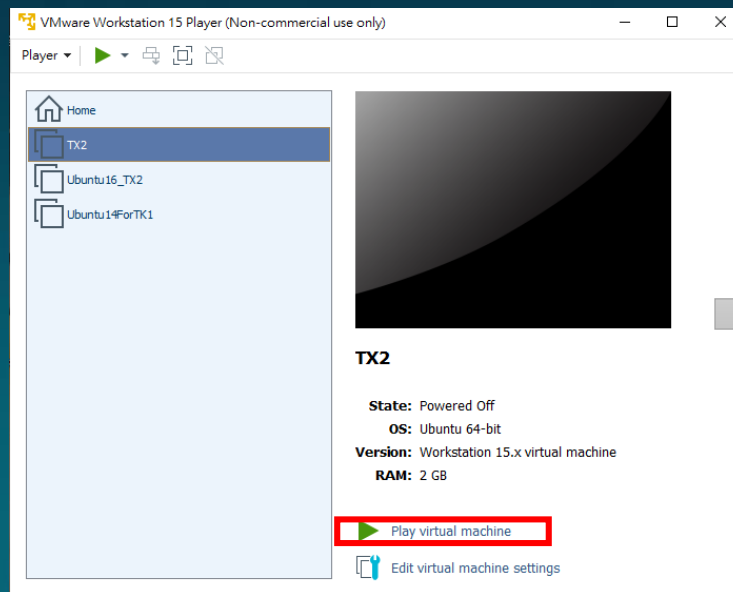 VMware Workstation 15 Player (Non-commercial use only)
Player
Home
TX2
Ubuntu16_TX2
Ubuntu14ForTK1
TX2
State: Powered Off
OS: Ubuntu 64-bit
Version: Workstation 15.x virtual machine
RAM: 2 GB
Play virtual machine
Edit virtual machine settings